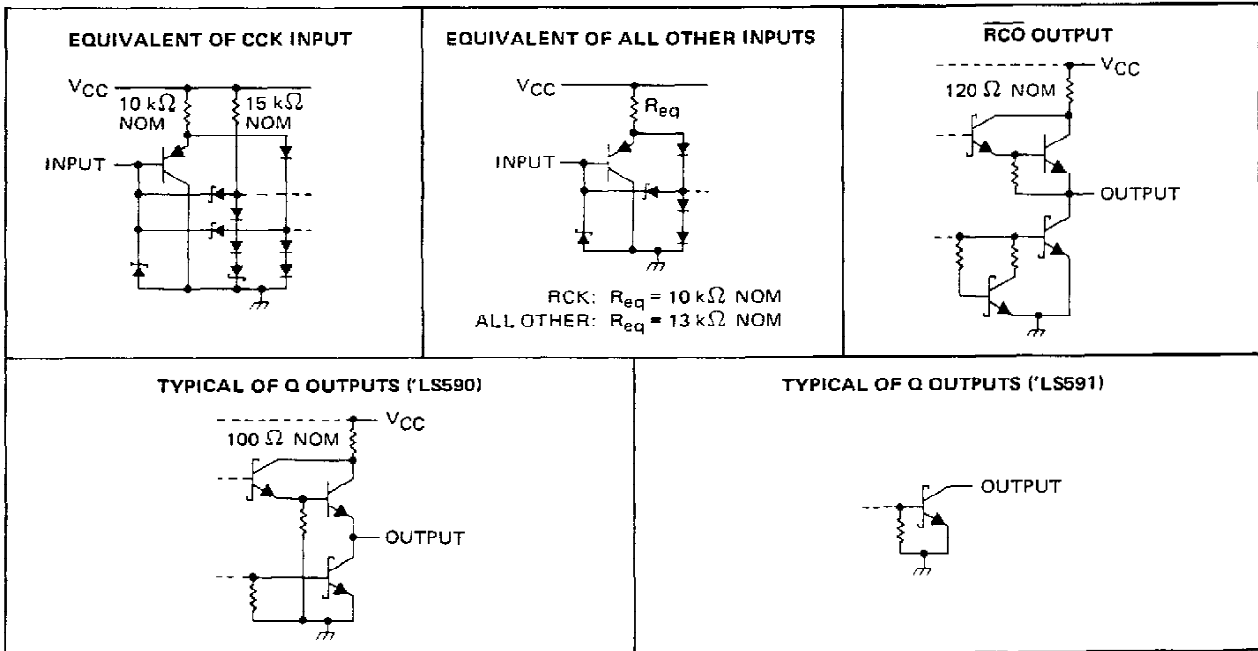 EQUIVALENT OF CCK INPUT
VCC
10 kΩ
NOM
15 kΩ
NOM
INPUT
EQUIVALENT OF ALL OTHER INPUTS
VCC
Req
INPUT
RCK: Req = 10 kΩ NOM
ALL OTHER: Req = 13 kΩ NOM
R̅C̅O̅ OUTPUT
VCC
120 Ω NOM
OUTPUT
TYPICAL OF Q OUTPUTS ('LS590)
VCC
100 Ω NOM
OUTPUT
TYPICAL OF Q OUTPUTS ('LS591)
OUTPUT